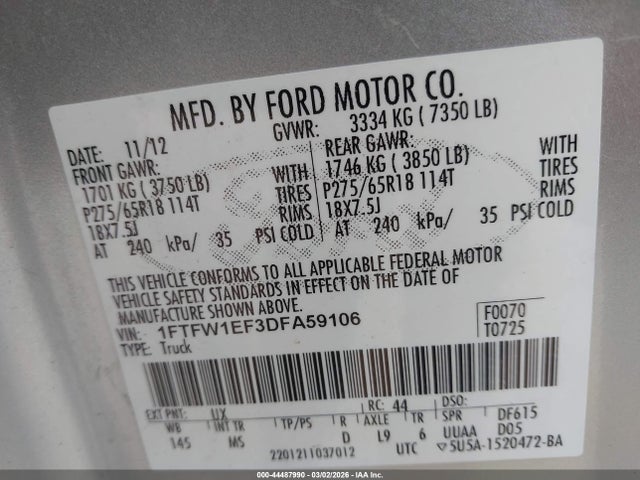 MFD. BY FORD MOTOR CO.
DATE: 11/12 GVWR: 3334 KG ( 7350 LB)
FRONT GAWR: REAR GAWR:
1701 KG ( 3750 LB) WITH 1746 KG ( 3850 LB) WITH
P275/65R18 114T TIRES P275/65R18 114T TIRES
18X7.5J RIMS 18X7.5J RIMS
AT 240 kPa/ 35 PSI COLD AT 240 kPa/ 35 PSI COLD
THIS VEHICLE CONFORMS TO ALL APPLICABLE FEDERAL MOTOR
VEHICLE SAFETY STANDARDS IN EFFECT ON THE DATE OF
MANUFACTURE SHOWN ABOVE.
VIN: 1FTFW1EF3DFA59106 F0070
TYPE: Truck T0725
EXT PNT: UX RC: 44 DSO:
WB INT TR TP/PS R AXLE TR SPR DF615
145 MS D L9 6 UUAA D05
2201211037012 UTC 5U5A-1520472-BA
000-44487990 - 03/02/2026 - IAA Inc.